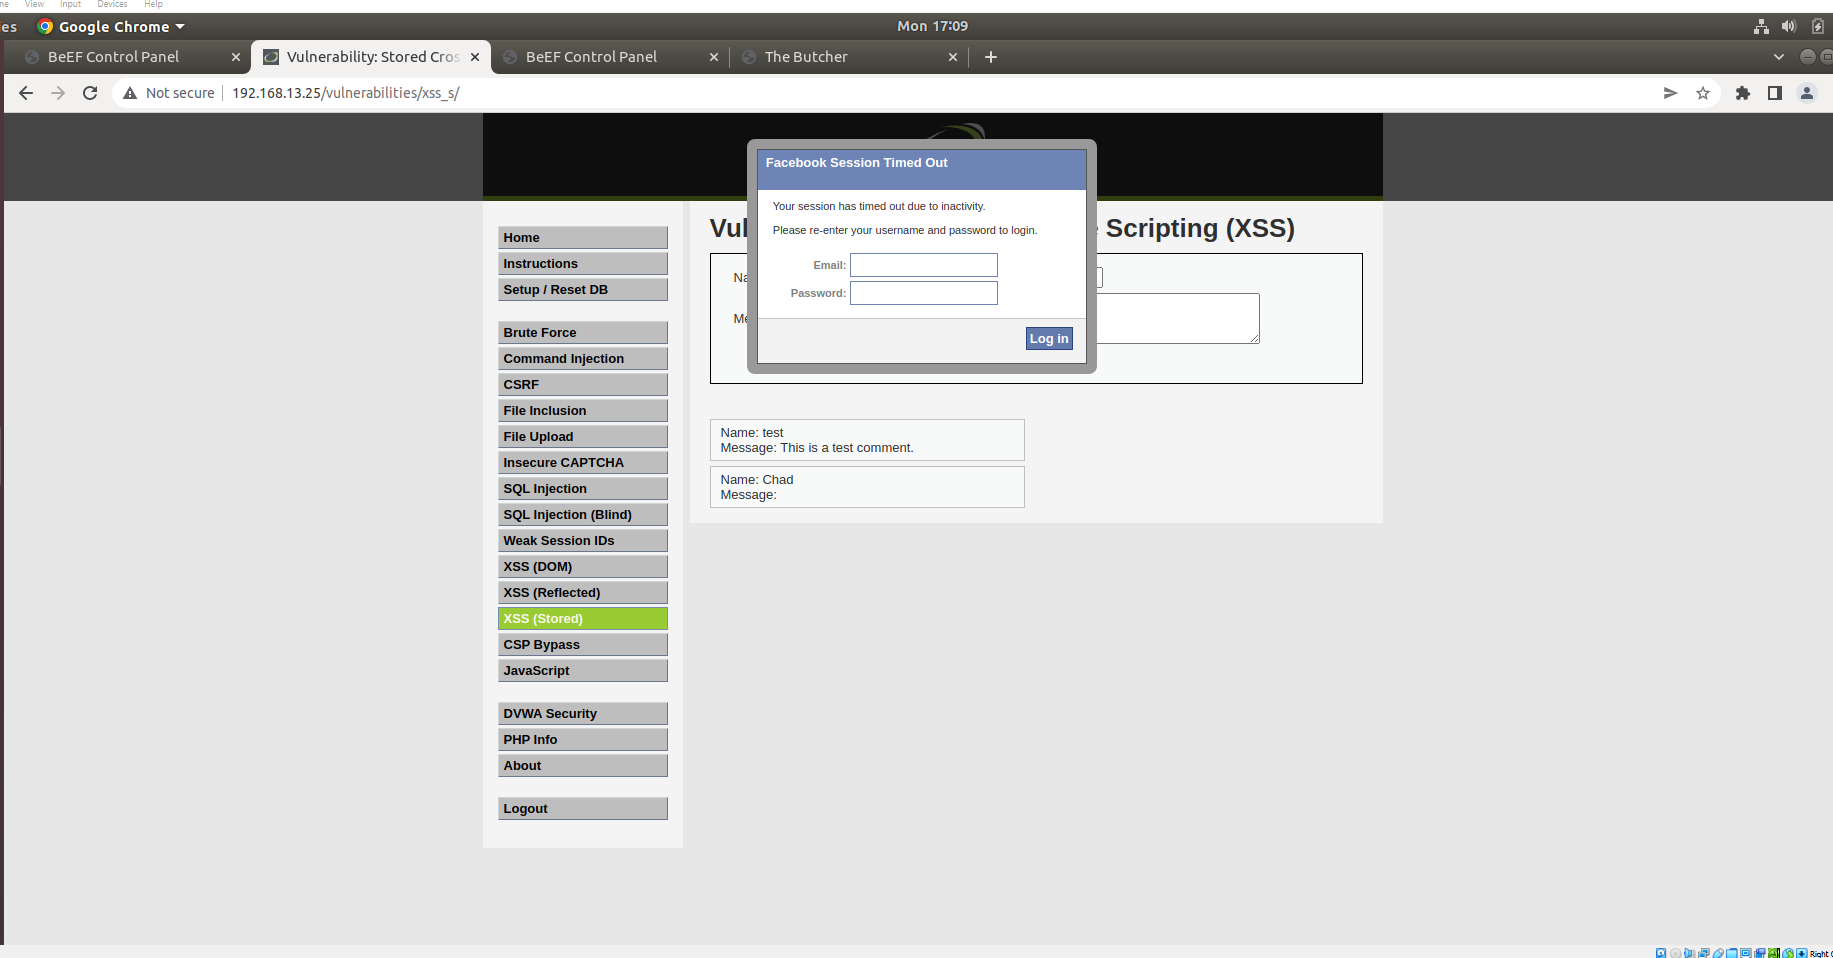 View Input Devices Help
Google Chrome Mon 17:09
BeEF Control Panel Vulnerability: Stored Cros BeEF Control Panel The Butcher
Not secure 192.168.13.25/vulnerabilities/xss_s/
Facebook Session Timed Out
Your session has timed out due to inactivity.
Please re-enter your username and password to login.
Email:
Password:
Log in
Vul Scripting (XSS)
Na
Me
Name: test
Message: This is a test comment.
Name: Chad
Message:
Home
Instructions
Setup / Reset DB
Brute Force
Command Injection
CSRF
File Inclusion
File Upload
Insecure CAPTCHA
SQL Injection
SQL Injection (Blind)
Weak Session IDs
XSS (DOM)
XSS (Reflected)
XSS (Stored)
CSP Bypass
JavaScript
DVWA Security
PHP Info
About
Logout
Right